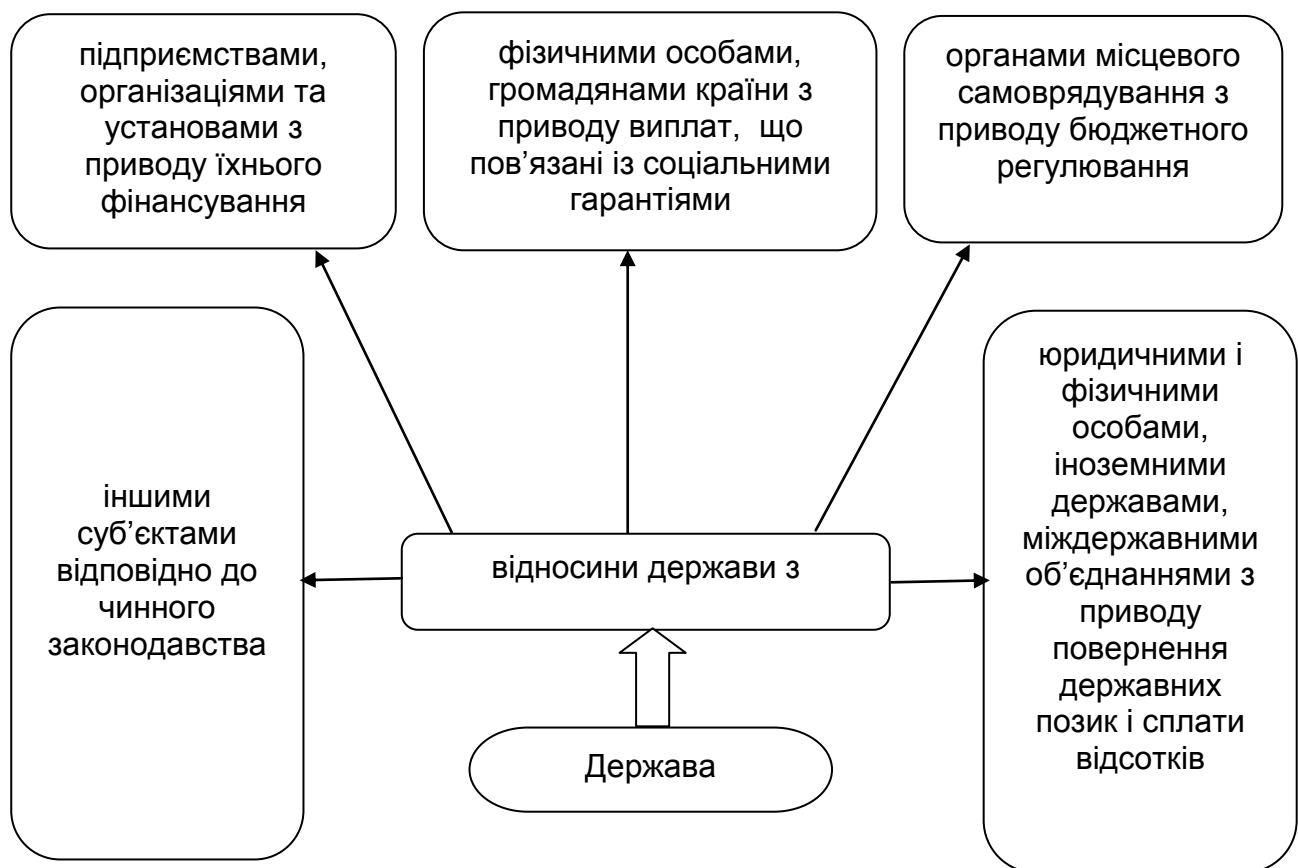 підприємствами,
організаціями та
установами з
приводу їхнього
фінансування
фізичними особами,
громадянами країни з
приводу виплат, що
пов’язані із соціальними
гарантіями
органами місцевого
самоврядування з
приводу бюджетного
регулювання
іншими
суб’єктами
відповідно до
чинного
законодавства
відносини держави з
юридичними і
фізичними
особами,
іноземними
державами,
міждержавними
об’єднаннями з
приводу
повернення
державних
позик і сплати
відсотків
Держава